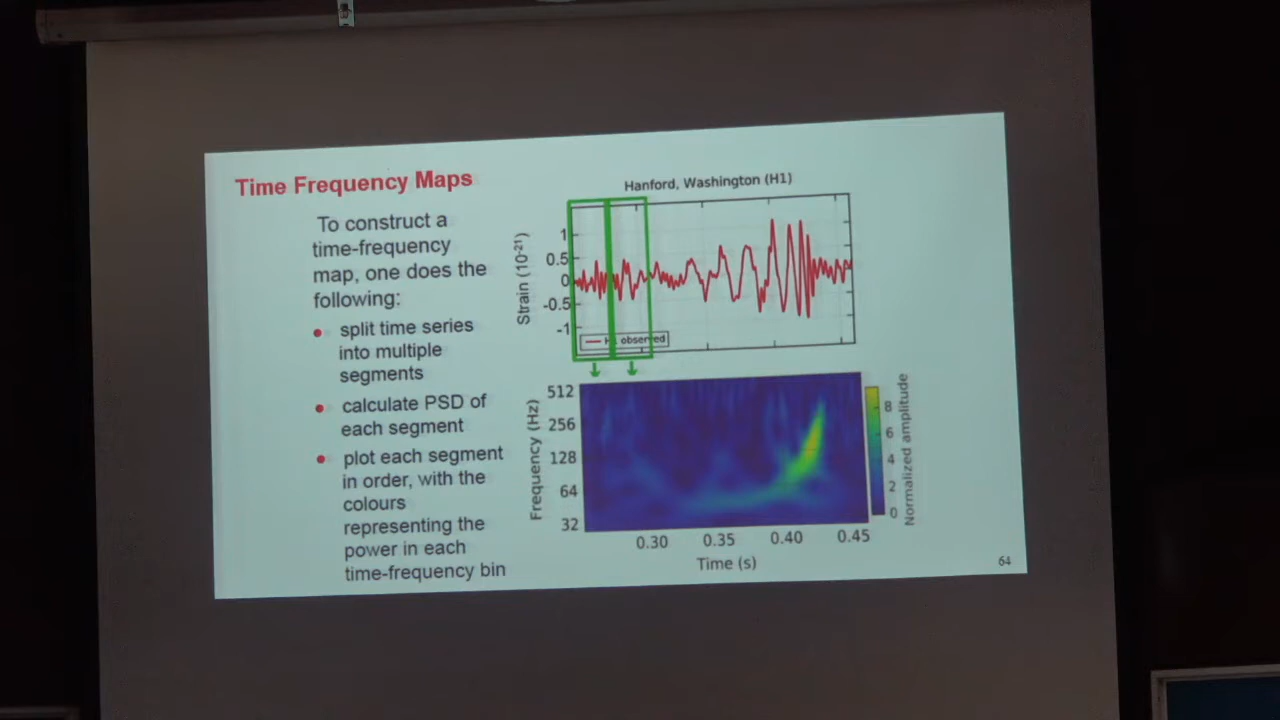 Time Frequency Maps
To construct a
time-frequency
map, one does the
following:
• split time series
into multiple
segments
• calculate PSD of
each segment
• plot each segment
in order, with the
colours
representing the
power in each
time-frequency bin
Hanford, Washington (H1)
Strain (10⁻²¹)
1
0.5
0
-0.5
-1
H1 observed
Frequency (Hz)
512
256
128
64
32
0.30 0.35 0.40 0.45
Time (s)
8
6
4
2
0
Normalized amplitude
64